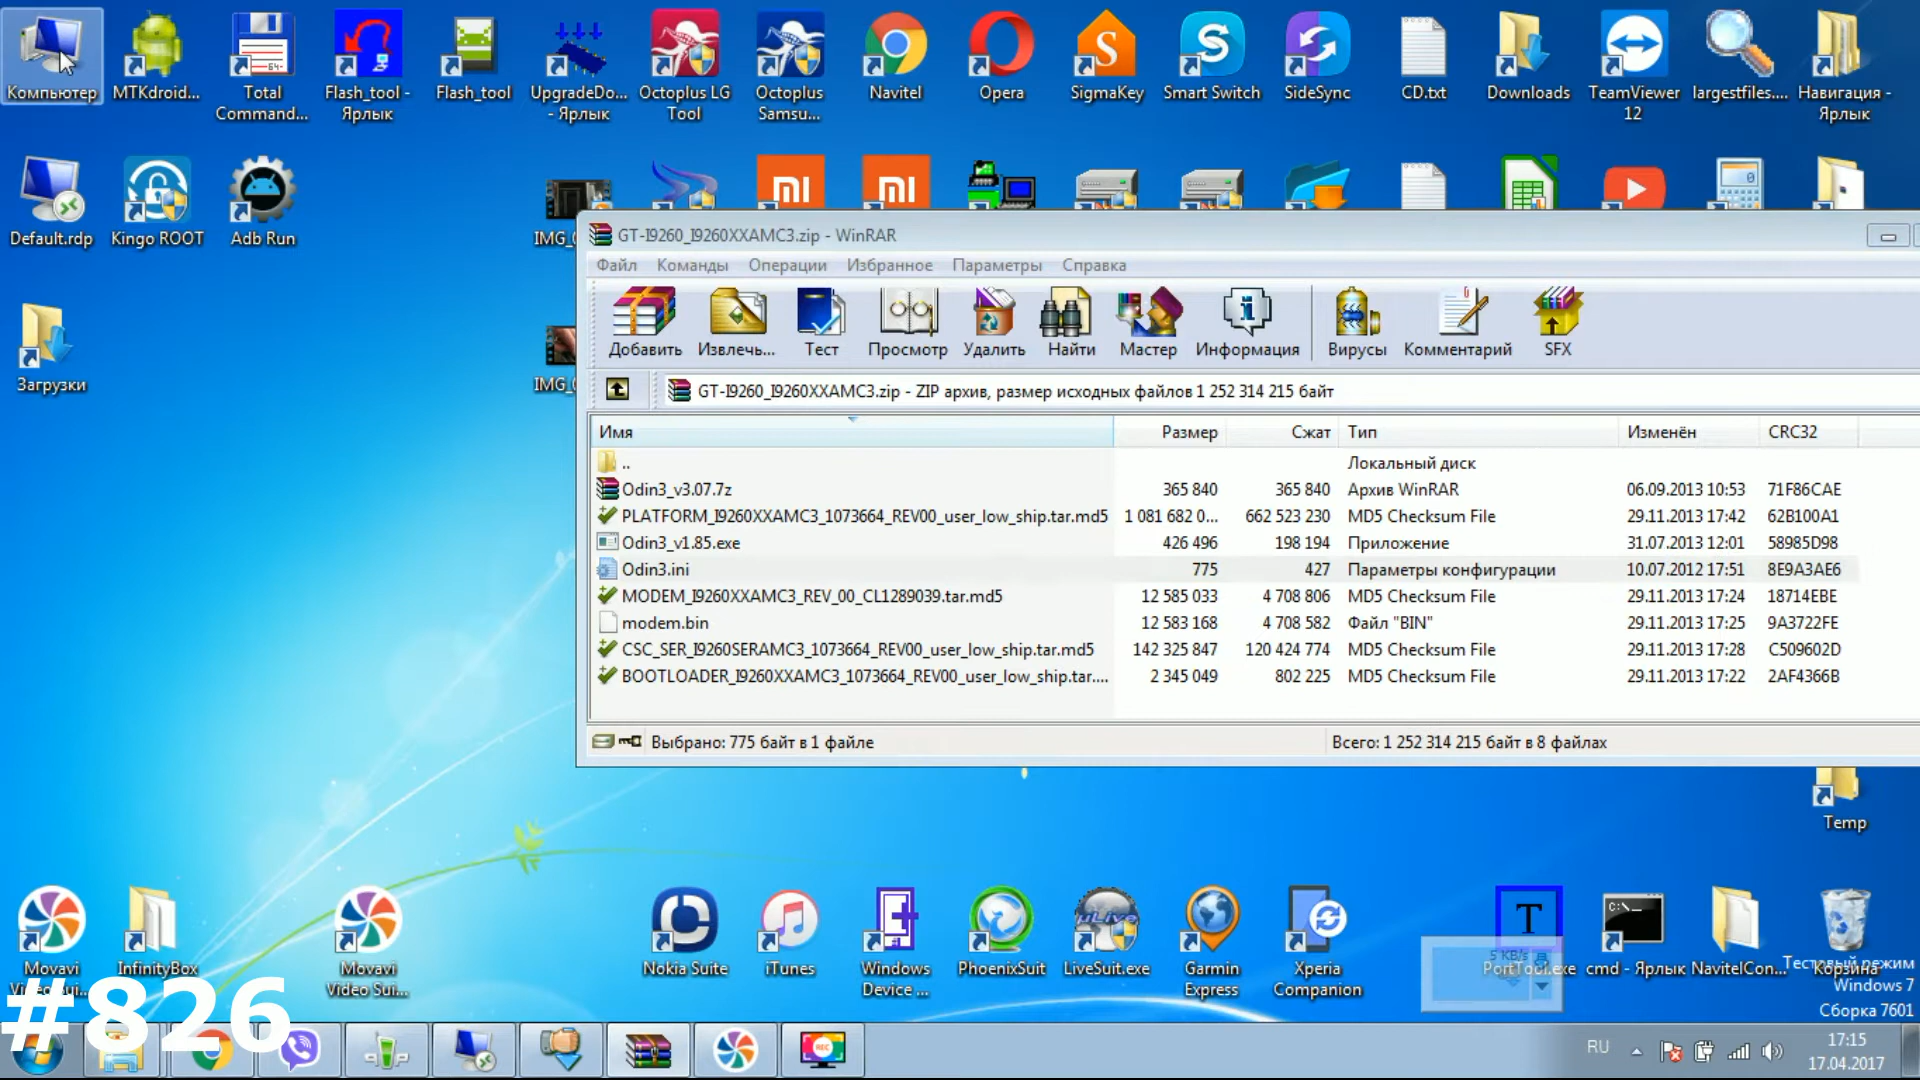 Компьютер
MTKdroid...
Total
Command...
Flash_tool -
Ярлык
Flash_tool
UpgradeDo...
- Ярлык
Octoplus LG
Tool
Octoplus
Samsu...
Navitel
Opera
SigmaKey
Smart Switch
SideSync
CD.txt
Downloads
TeamViewer
12
largestfiles....
Навигация -
Ярлык
Default.rdp
Kingo ROOT
Adb Run
Загрузки
GT-I9260_I9260XXAMC3.zip - WinRAR
Файл Команды Операции Избранное Параметры Справка
Добавить Извлечь... Тест Просмотр Удалить Найти Мастер Информация Вирусы Комментарий SFX
GT-I9260_I9260XXAMC3.zip - ZIP архив, размер исходных файлов 1 252 314 215 байт
Имя Размер Сжат Тип Изменён CRC32
.. Локальный диск
Odin3_v3.07.7z 365 840 365 840 Архив WinRAR 06.09.2013 10:53 71F86CAE
PLATFORM_I9260XXAMC3_1073664_REV00_user_low_ship.tar.md5 1 081 682 0... 662 523 230 MD5 Checksum File 29.11.2013 17:42 62B100A1
Odin3_v1.85.exe 426 496 198 194 Приложение 31.07.2013 12:01 58985D98
Odin3.ini 775 427 Параметры конфигурации 10.07.2012 17:51 8E9A3AE6
MODEM_I9260XXAMC3_REV_00_CL1289039.tar.md5 12 585 033 4 708 806 MD5 Checksum File 29.11.2013 17:24 18714EBE
modem.bin 12 583 168 4 708 582 Файл "BIN" 29.11.2013 17:25 9A3722FE
CSC_SER_I9260SERAMC3_1073664_REV00_user_low_ship.tar.md5 142 325 847 120 424 774 MD5 Checksum File 29.11.2013 17:28 C509602D
BOOTLOADER_I9260XXAMC3_1073664_REV00_user_low_ship.tar.... 2 345 049 802 225 MD5 Checksum File 29.11.2013 17:22 2AF4366B
Выбрано: 775 байт в 1 файле Всего: 1 252 314 215 байт в 8 файлах
Temp
Movavi
InfinityBox
Movavi
Video Sui...
Nokia Suite
iTunes
Windows
Device ...
PhoenixSuit
LiveSuit.exe
Garmin
Express
Xperia
Companion
5 KB/s
PortTool.exe
cmd - Ярлык
NavitelCon...
Корзина
Тестовый режим
Windows 7
Сборка 7601
#826
RU
17:15
17.04.2017